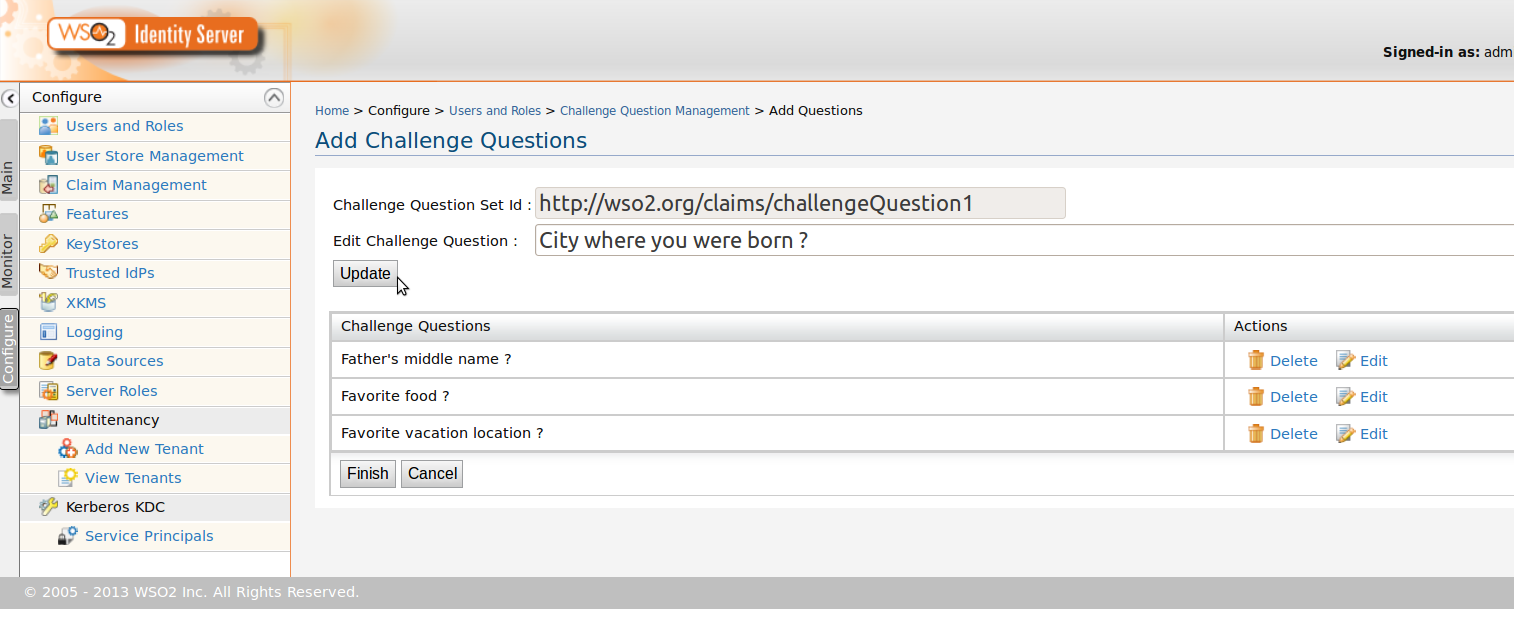 WSO2 Identity Server
Signed-in as: adm
Main
Monitor
Configure
Configure
Users and Roles
User Store Management
Claim Management
Features
KeyStores
Trusted IdPs
XKMS
Logging
Data Sources
Server Roles
Multitenancy
Add New Tenant
View Tenants
Kerberos KDC
Service Principals
Home > Configure > Users and Roles > Challenge Question Management > Add Questions
Add Challenge Questions
Challenge Question Set Id : http://wso2.org/claims/challengeQuestion1
Edit Challenge Question : City where you were born ?
Update
Challenge Questions Actions
Father's middle name ? Delete Edit
Favorite food ? Delete Edit
Favorite vacation location ? Delete Edit
Finish Cancel
© 2005 - 2013 WSO2 Inc. All Rights Reserved.